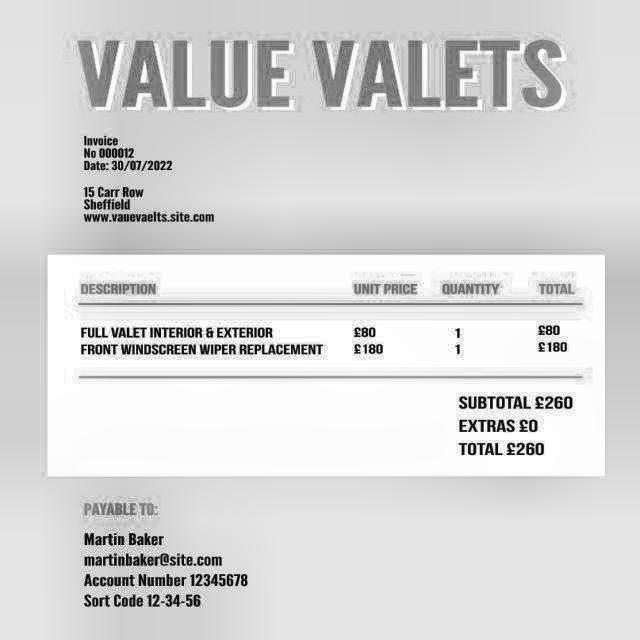 VALUE VALETS
Invoice
No 000012
Date: 30/07/2022
15 Carr Row
Sheffield
www.vauevaelts.site.com
DESCRIPTION UNIT PRICE QUANTITY TOTAL
FULL VALET INTERIOR & EXTERIOR £80 1 £80
FRONT WINDSCREEN WIPER REPLACEMENT £180 1 £180
SUBTOTAL £260
EXTRAS £0
TOTAL £260
PAYABLE TO:
Martin Baker
martinbaker@site.com
Account Number 12345678
Sort Code 12-34-56